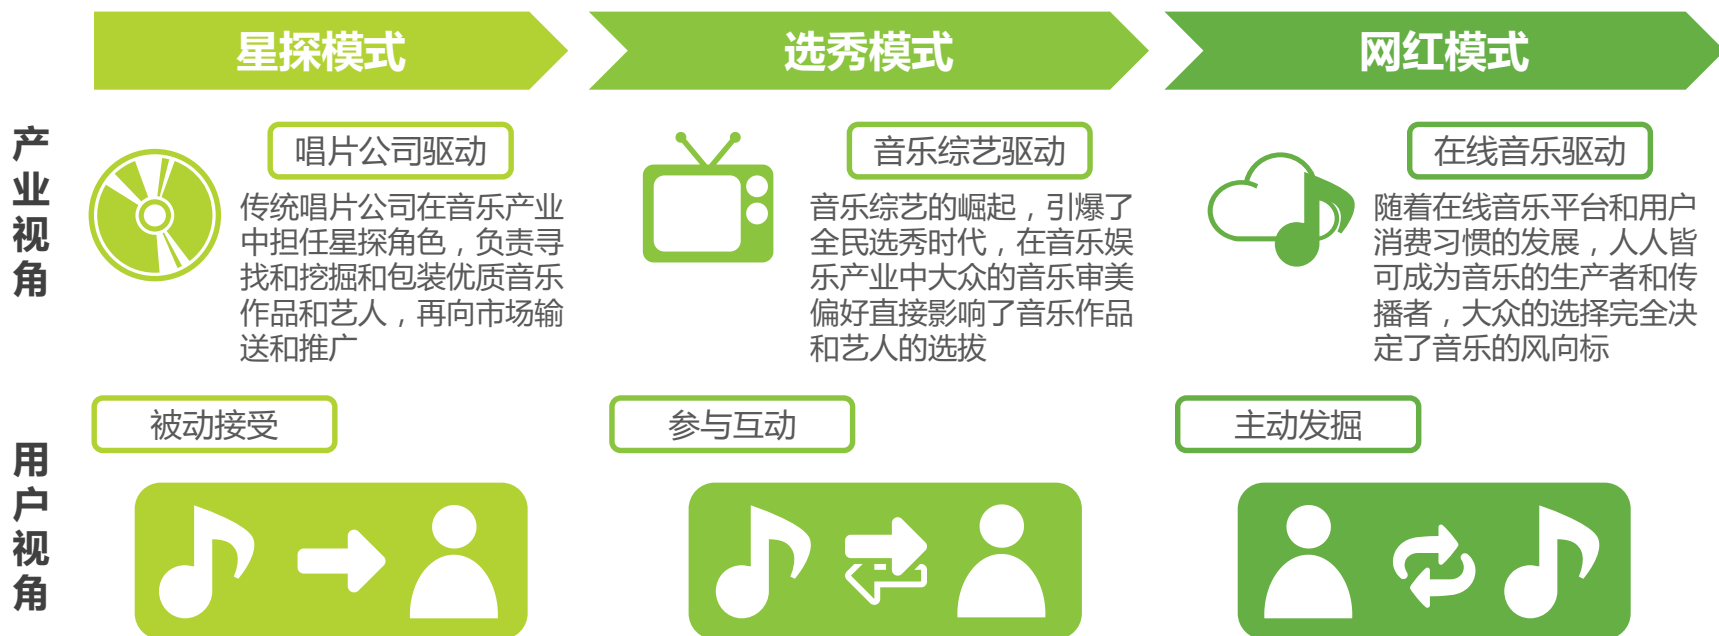 星探模式
选秀模式
网红模式
产业视角
唱片公司驱动
传统唱片公司在音乐产业
中担任星探角色，负责寻
找和挖掘和包装优质音乐
作品和艺人，再向市场输
送和推广
音乐综艺驱动
音乐综艺的崛起，引爆了
全民选秀时代，在音乐娱
乐产业中大众的音乐审美
偏好直接影响了音乐作品
和艺人的选拔
在线音乐驱动
随着在线音乐平台和用户
消费习惯的发展，人人皆
可成为音乐的生产者和传
播者，大众的选择完全决
定了音乐的风向标
用户视角
被动接受
参与互动
主动发掘